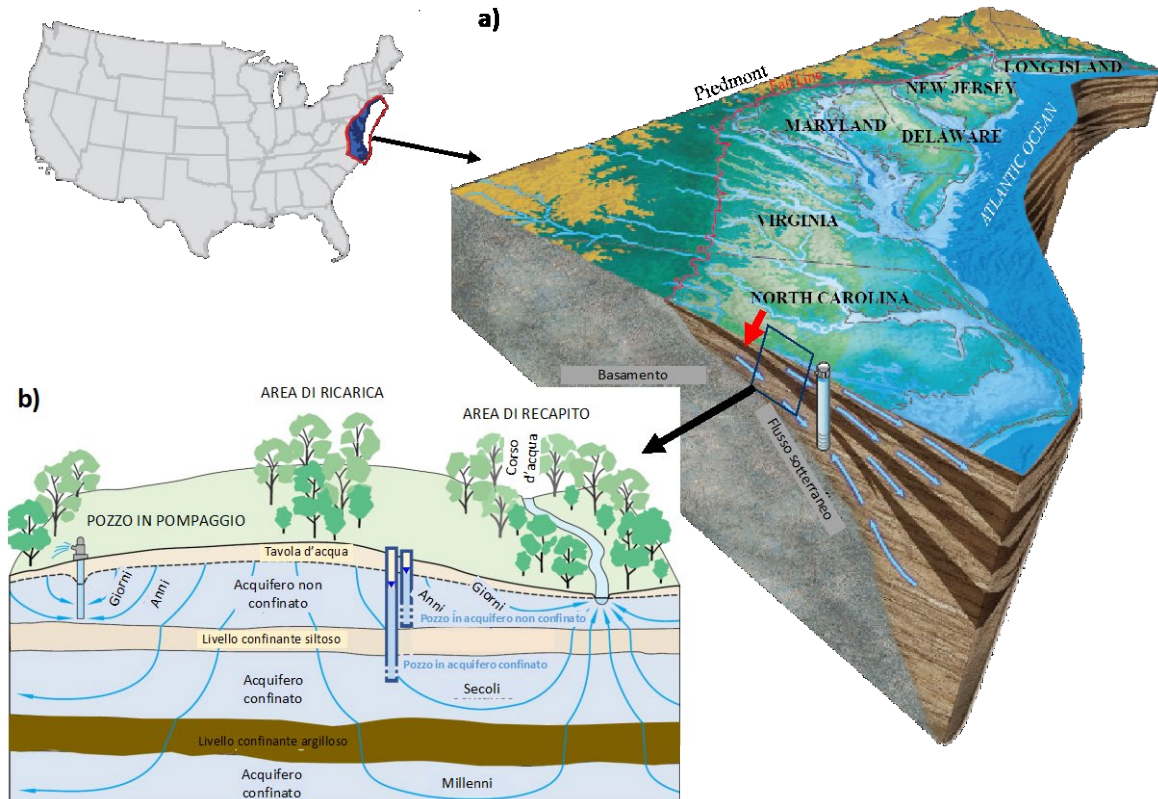 a)
Piedmont
Fall Line
LONG ISLAND
NEW JERSEY
MARYLAND
DELAWARE
ATLANTIC OCEAN
VIRGINIA
NORTH CAROLINA
Basamento
Flusso sotterraneo
b)
AREA DI RICARICA
AREA DI RECAPITO
Corso
d'acqua
POZZO IN POMPAGGIO
Tavola d'acqua
Giorni
Anni
Acquifero non
confinato
Anni
Giorni
Pozzo in acquifero non confinato
Livello confinante siltoso
Pozzo in acquifero confinato
Acquifero
confinato
Secoli
Livello confinante argilloso
Acquifero
confinato
Millenni